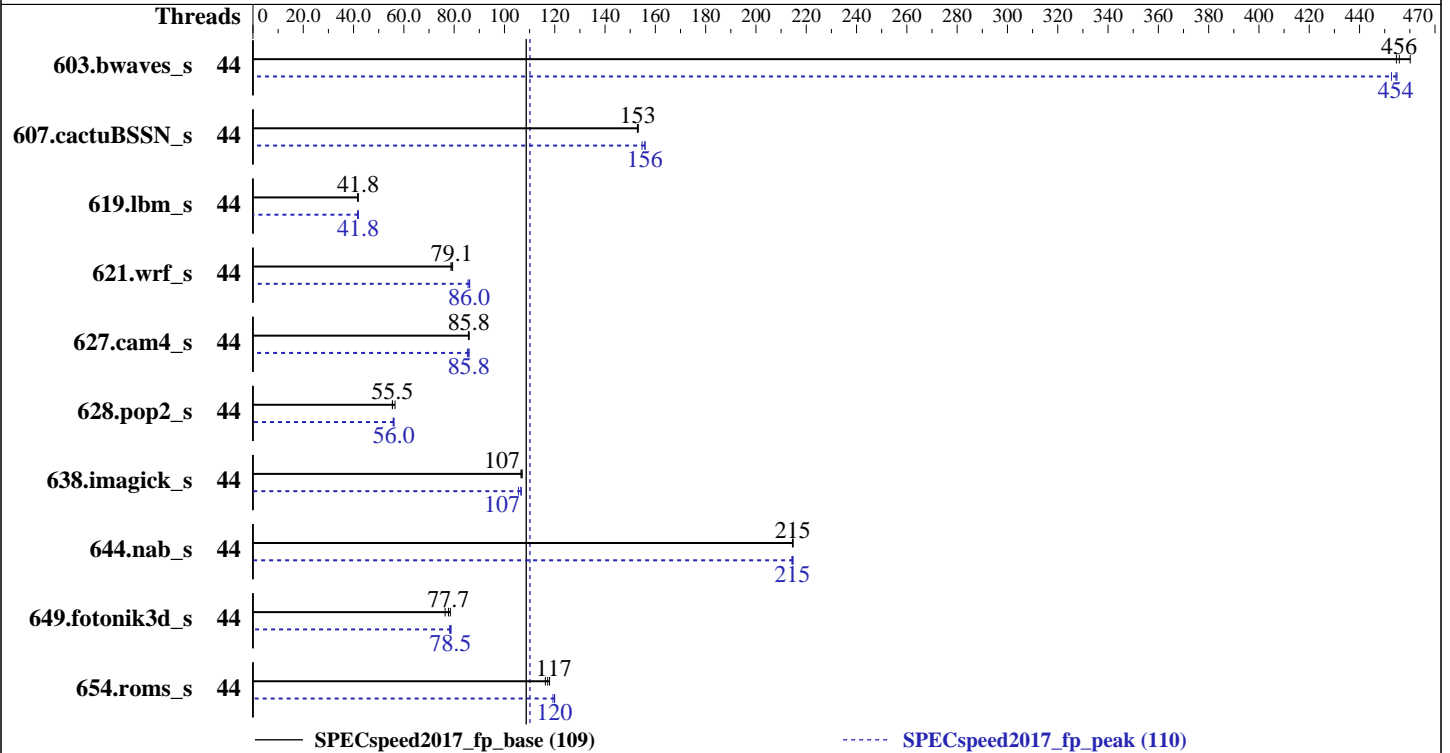 Threads 0 20.0 40.0 60.0 80.0 100 120 140 160 180 200 220 240 260 280 300 320 340 360 380 400 420 440 470
603.bwaves_s 44 456
454
607.cactuBSSN_s 44 153
156
619.lbm_s 44 41.8
41.8
621.wrf_s 44 79.1
86.0
627.cam4_s 44 85.8
85.8
628.pop2_s 44 55.5
56.0
638.imagick_s 44 107
107
644.nab_s 44 215
215
649.fotonik3d_s 44 77.7
78.5
654.roms_s 44 117
120
SPECspeed2017_fp_base (109) SPECspeed2017_fp_peak (110)